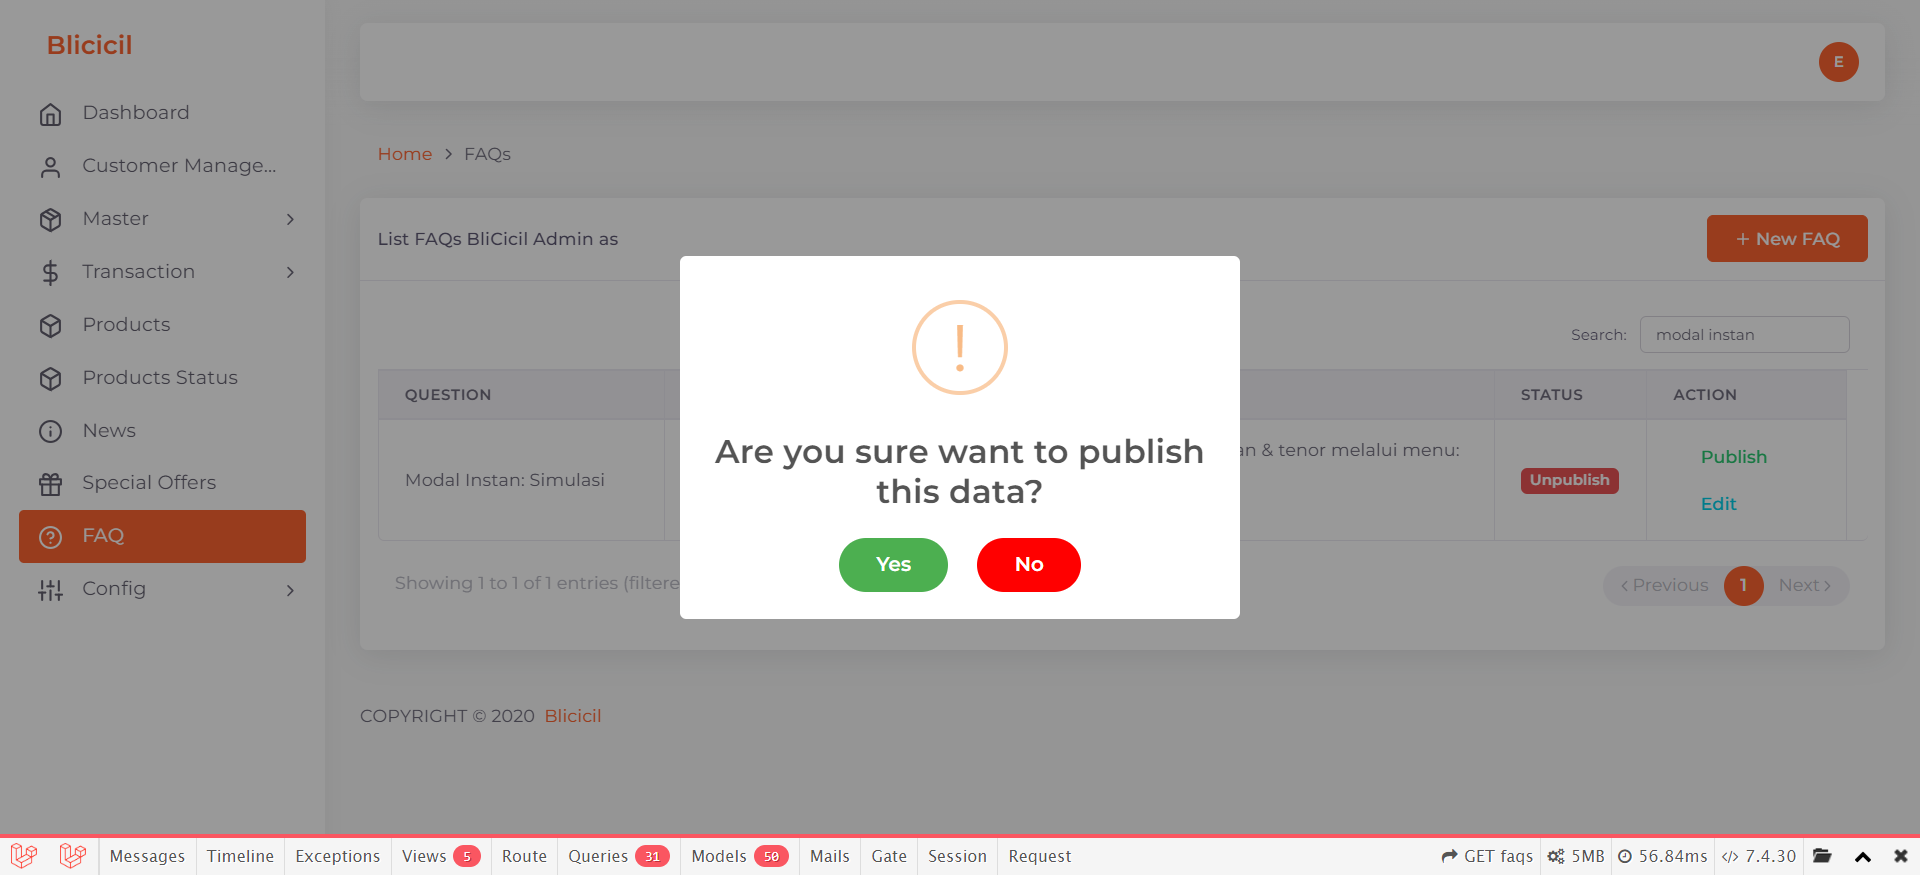 Blicicil
Dashboard
Customer Manage...
Master
Transaction
Products
Products Status
News
Special Offers
FAQ
Config
E
Home > FAQs
List FAQs BliCicil Admin as
+ New FAQ
Search: modal instan
QUESTION STATUS ACTION
Modal Instan: Simulasi
an & tenor melalui menu:
Unpublish
Publish
Edit
Showing 1 to 1 of 1 entries (filtere
Previous 1 Next
!
Are you sure want to publish
this data?
Yes No
COPYRIGHT © 2020 Blicicil
Messages Timeline Exceptions Views 5 Route Queries 31 Models 50 Mails Gate Session Request GET faqs 5MB 56.84ms </> 7.4.30